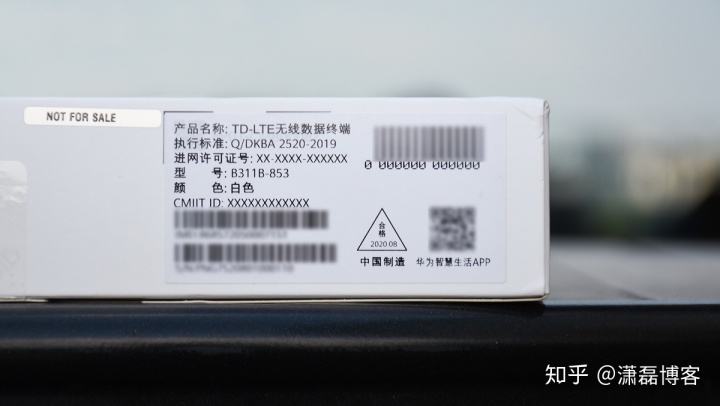 NOT FOR SALE
产品名称: TD-LTE无线数据终端
执行标准: Q/DKBA 2520-2019
进网许可证号: XX-XXXX-XXXXXX
型 号: B311B-853
颜 色: 白色
CMIIT ID: XXXXXXXXXXXX
0 000000 000000
合格
2020 08
中国制造
华为智慧生活APP
知乎 @潇磊博客